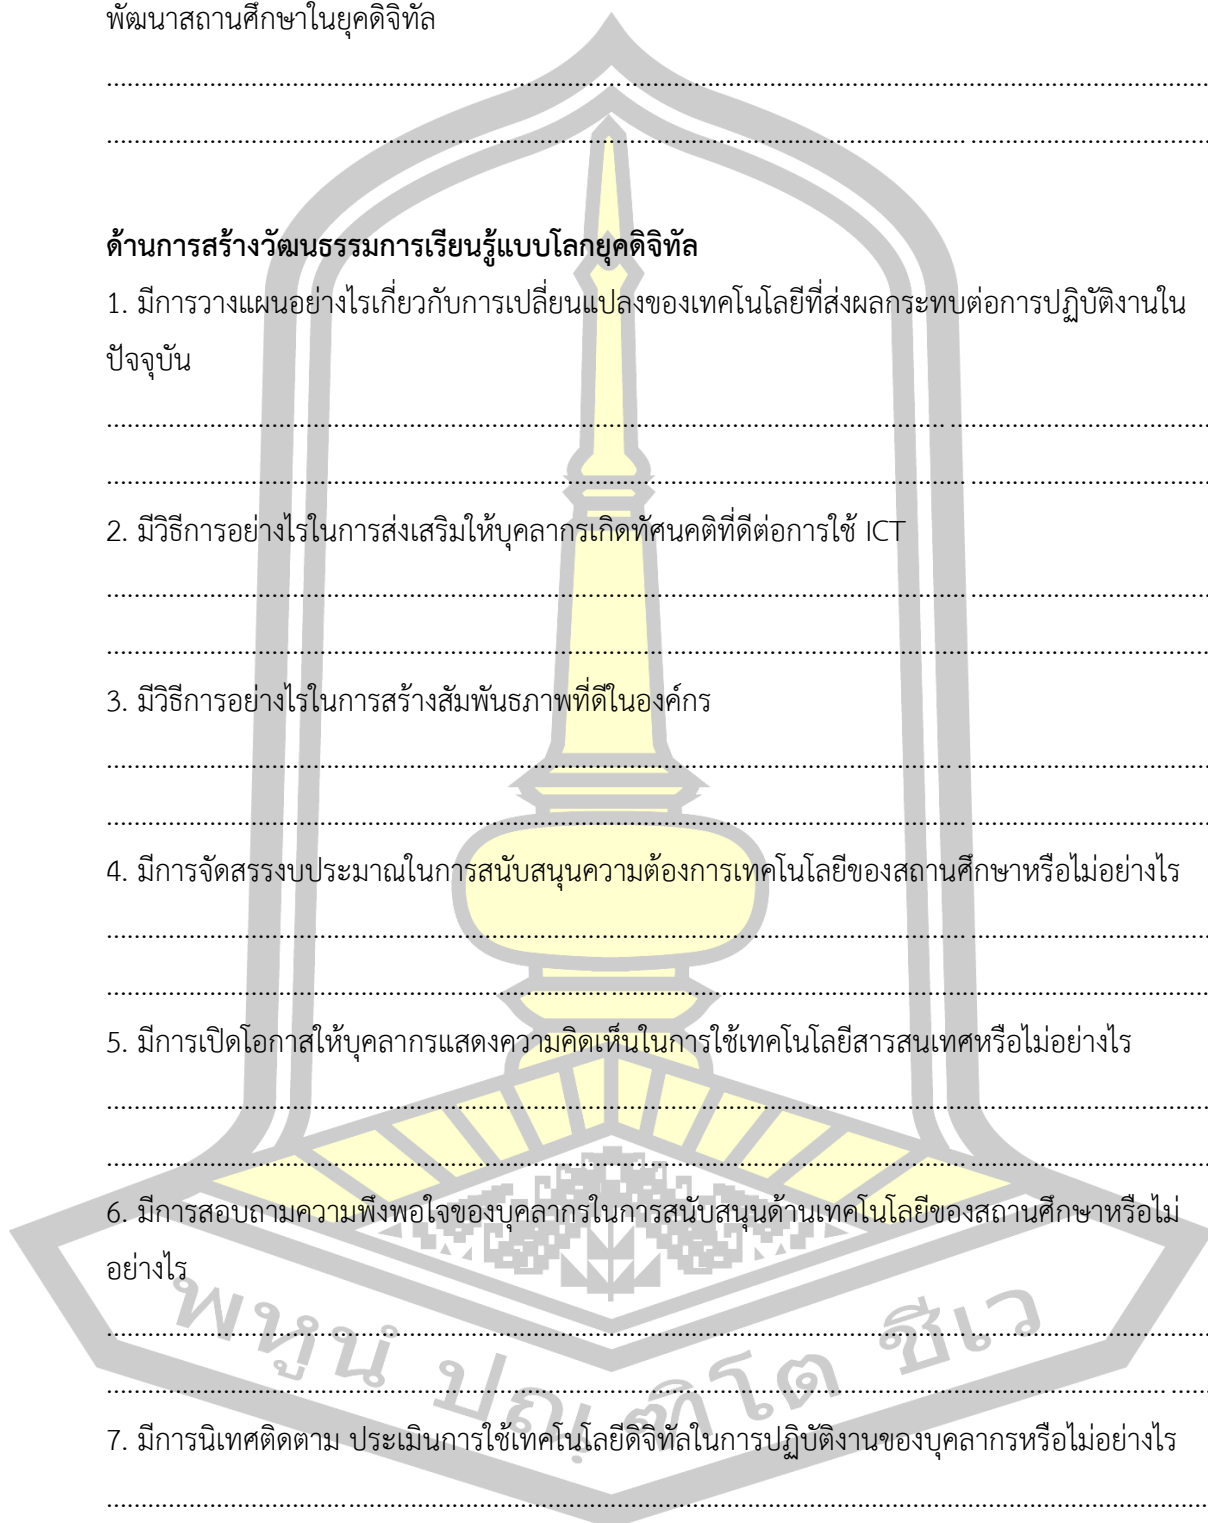 พัฒนาสถานศึกษาในยุคดิจิทัล
................................................................................................................................
................................................................................................................................
ด้านการสร้างวัฒนธรรมการเรียนรู้แบบโลกยุคดิจิทัล
1. มีการวางแผนอย่างไรเกี่ยวกับการเปลี่ยนแปลงของเทคโนโลยีที่ส่งผลกระทบต่อการปฏิบัติงานใน
ปัจจุบัน
................................................................................................................................
................................................................................................................................
2. มีวิธีการอย่างไรในการส่งเสริมให้บุคลากรเกิดทัศนคติที่ดีต่อการใช้ ICT
................................................................................................................................
................................................................................................................................
3. มีวิธีการอย่างไรในการสร้างสัมพันธภาพที่ดีในองค์กร
................................................................................................................................
................................................................................................................................
4. มีการจัดสรรงบประมาณในการสนับสนุนความต้องการเทคโนโลยีของสถานศึกษาหรือไม่อย่างไร
................................................................................................................................
................................................................................................................................
5. มีการเปิดโอกาสให้บุคลากรแสดงความคิดเห็นในการใช้เทคโนโลยีสารสนเทศหรือไม่อย่างไร
................................................................................................................................
................................................................................................................................
6. มีการสอบถามความพึงพอใจของบุคลากรในการสนับสนุนด้านเทคโนโลยีของสถานศึกษาหรือไม่
อย่างไร
................................................................................................................................
................................................................................................................................
พหูนํ ปณฺฑิโต ชีเว
7. มีการนิเทศติดตาม ประเมินการใช้เทคโนโลยีดิจิทัลในการปฏิบัติงานของบุคลากรหรือไม่อย่างไร
................................................................................................................................